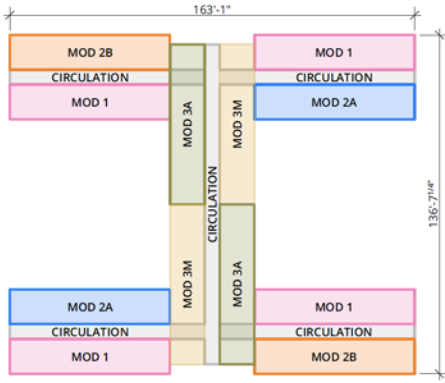 163'-1"
MOD 2B
MOD 1
CIRCULATION
CIRCULATION
MOD 1
MOD 2A
MOD 3A
MOD 3M
CIRCULATION
136'-7 1/4"
MOD 3M
MOD 3A
MOD 2A
MOD 1
CIRCULATION
CIRCULATION
MOD 1
MOD 2B